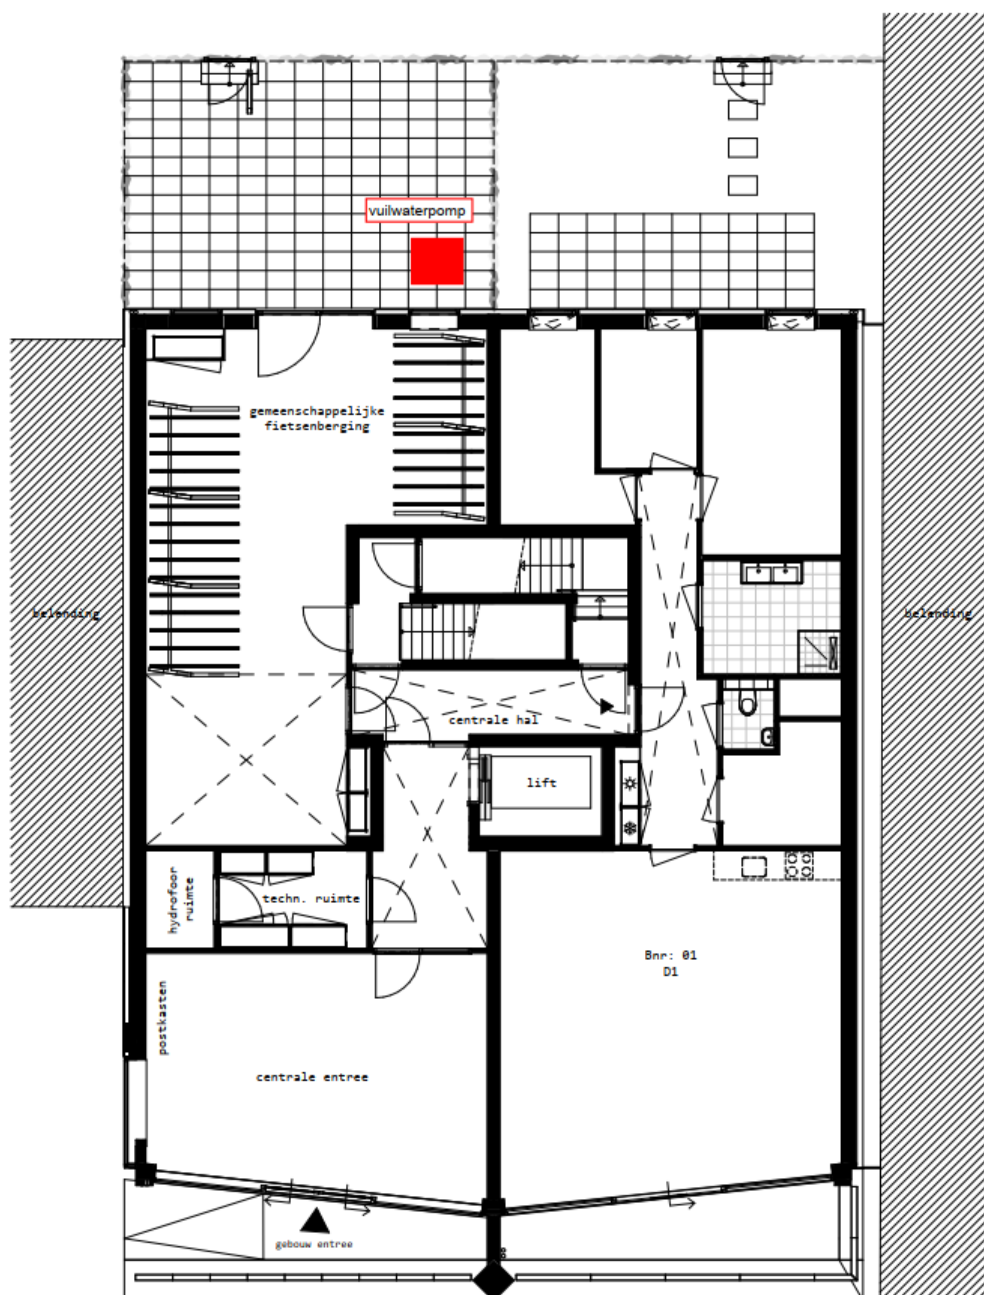 vuilwaterpomp
gemeenschappelijke
fietsenberging
belending
belending
centrale hal
lift
hydrofoor
ruimte
techn. ruimte
Bnr: 01
D1
postkasten
centrale entree
gebouw entree